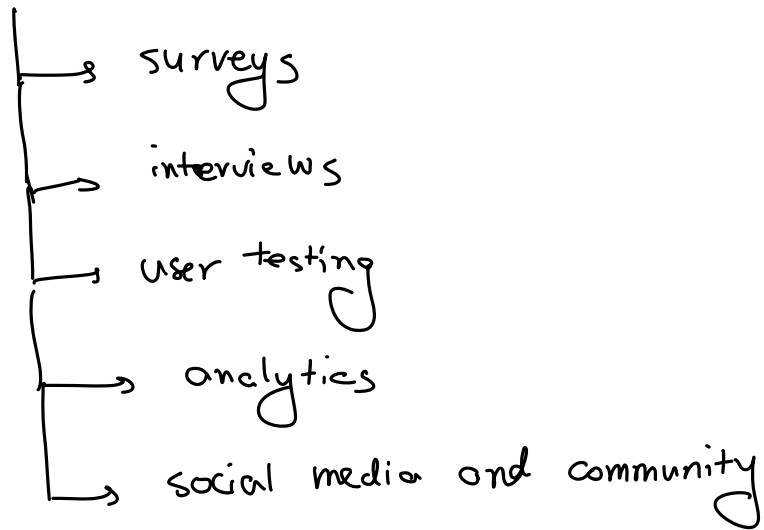 surveys
interviews
user testing
analytics
social media and community